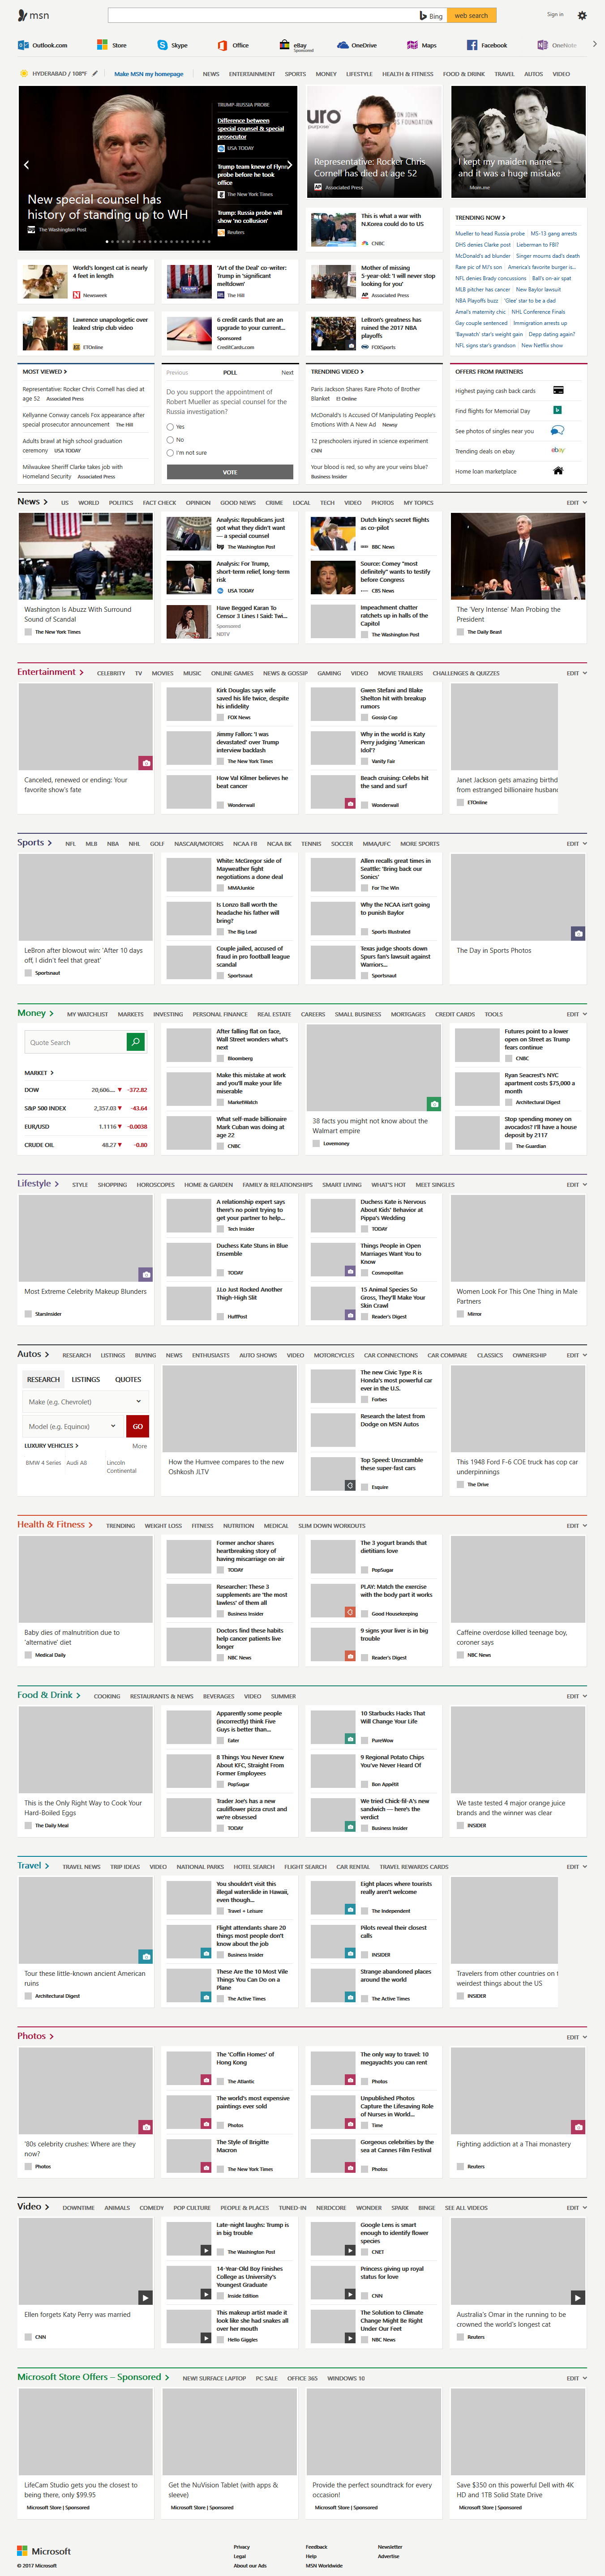 msn
Bing
web search
Sign in
Outlook.com
Store
Skype
Office
eBay
Sponsored
OneDrive
Maps
Facebook
OneNote
HYDERABAD / 108°F
Make MSN my homepage
NEWS ENTERTAINMENT SPORTS MONEY LIFESTYLE HEALTH & FITNESS FOOD & DRINK TRAVEL AUTOS VIDEO
New special counsel has
history of standing up to WH
The Washington Post
TRUMP-RUSSIA PROBE
Difference between
special counsel & special
prosecutor
USA TODAY
Trump team knew of Flynn
probe before he took
office
The New York Times
Trump: Russia probe will
show 'no collusion'
Reuters
Representative: Rocker Chris
Cornell has died at age 52
Associated Press
I kept my maiden name —
and it was a huge mistake
Mom.me
This is what a war with
N.Korea could do to US
CNBC
TRENDING NOW
Mueller to head Russia probe MS-13 gang arrests
DHS denies Clarke post Lieberman to FBI?
McDonald's ad blunder Singer mourns dad's death
Rare pic of MJ's son America's favorite burger is...
NFL denies Brady concussions Ball's on-air spat
MLB pitcher has cancer New Baylor lawsuit
NBA Playoffs buzz 'Glee' star to be a dad
Amal's maternity chic NHL Conference Finals
Gay couple sentenced Immigration arrests up
'Baywatch' star's weight gain Depp dating again?
NFL signs star's grandson New Netflix show
World's longest cat is nearly
4 feet in length
Newsweek
'Art of the Deal' co-writer:
Trump in 'significant
meltdown'
The Hill
Mother of missing
5-year-old: 'I will never stop
looking for you'
Associated Press
Lawrence unapologetic over
leaked strip club video
ETOnline
6 credit cards that are an
upgrade to your current...
Sponsored
CreditCards.com
LeBron's greatness has
ruined the 2017 NBA
playoffs
FOXSports
MOST VIEWED
Representative: Rocker Chris Cornell has died at
age 52 Associated Press
Kellyanne Conway cancels Fox appearance after
special prosecutor announcement The Hill
Adults brawl at high school graduation
ceremony USA TODAY
Milwaukee Sheriff Clarke takes job with
Homeland Security Associated Press
Previous POLL Next
Do you support the appointment of
Robert Mueller as special counsel for the
Russia investigation?
Yes
No
I'm not sure
VOTE
TRENDING VIDEO
Paris Jackson Shares Rare Photo of Brother
Blanket E! Online
McDonald's Is Accused Of Manipulating People's
Emotions With A New Ad Newsy
12 preschoolers injured in science experiment
CNN
Your blood is red, so why are your veins blue?
Business Insider
OFFERS FROM PARTNERS
Highest paying cash back cards
Find flights for Memorial Day
See photos of singles near you
Trending deals on ebay
ebay
Home loan marketplace
News US WORLD POLITICS FACT CHECK OPINION GOOD NEWS CRIME LOCAL TECH VIDEO PHOTOS MY TOPICS EDIT
Washington Is Abuzz With Surround
Sound of Scandal
The New York Times
Analysis: Republicans just
got what they didn't want
— a special counsel
The Washington Post
Analysis: For Trump,
short-term relief, long-term
risk
USA TODAY
Have Begged Karan To
Censor 3 Lines I Said: Twi...
Sponsored
NDTV
Dutch king's secret flights
as co-pilot
BBC News
Source: Comey "most
definitely" wants to testify
before Congress
CBS News
Impeachment chatter
ratchets up in halls of the
Capitol
The Washington Post
The 'Very Intense' Man Probing the
President
The Daily Beast
Entertainment CELEBRITY TV MOVIES MUSIC ONLINE GAMES NEWS & GOSSIP GAMING VIDEO MOVIE TRAILERS CHALLENGES & QUIZZES EDIT
Canceled, renewed or ending: Your
favorite show's fate
Kirk Douglas says wife
saved his life twice, despite
his infidelity
FOX News
Jimmy Fallon: 'I was
devastated' over Trump
interview backlash
The New York Times
How Val Kilmer believes he
beat cancer
Wonderwall
Gwen Stefani and Blake
Shelton hit with breakup
rumors
Gossip Cop
Why in the world is Katy
Perry judging 'American
Idol'?
Vanity Fair
Beach cruising: Celebs hit
the sand and surf
Wonderwall
Janet Jackson gets amazing birthd
from estranged billionaire husband
ETOnline
Sports NFL MLB NBA NHL GOLF NASCAR/MOTORS NCAA FB NCAA BK TENNIS SOCCER MMA/UFC MORE SPORTS EDIT
LeBron after blowout win: 'After 10 days
off, I didn't feel that great'
Sportsnaut
White: McGregor side of
Mayweather fight
negotiations a done deal
MMAJunkie
Is Lonzo Ball worth the
headache his father will
bring?
The Big Lead
Couple jailed, accused of
fraud in pro football league
scandal
Sportsnaut
Allen recalls great times in
Seattle: 'Bring back our
Sonics'
For The Win
Why the NCAA isn't going
to punish Baylor
Sports Illustrated
Texas judge shoots down
Spurs fan's lawsuit against
Warriors...
Sportsnaut
The Day in Sports Photos
Money MY WATCHLIST MARKETS INVESTING PERSONAL FINANCE REAL ESTATE CAREERS SMALL BUSINESS MORTGAGES CREDIT CARDS TOOLS EDIT
Quote Search
MARKET
DOW 20,606.... -372.82
S&P 500 INDEX 2,357.03 -43.64
EUR/USD 1.1116 -0.0038
CRUDE OIL 48.27 -0.80
After falling flat on face,
Wall Street wonders what's
next
Bloomberg
Make this mistake at work
and you'll make your life
miserable
MarketWatch
What self-made billionaire
Mark Cuban was doing at
age 22
CNBC
38 facts you might not know about the
Walmart empire
Lovemoney
Futures point to a lower
open on Street as Trump
fears continue
CNBC
Ryan Seacrest's NYC
apartment costs $75,000 a
month
Architectural Digest
Stop spending money on
avocados? I'll have a house
deposit by 2117
The Guardian
Lifestyle STYLE SHOPPING HOROSCOPES HOME & GARDEN FAMILY & RELATIONSHIPS SMART LIVING WHAT'S HOT MEET SINGLES EDIT
Most Extreme Celebrity Makeup Blunders
StarsInsider
A relationship expert says
there's no point trying to
get your partner to help...
Tech Insider
Duchess Kate Stuns in Blue
Ensemble
TODAY
J.Lo Just Rocked Another
Thigh-High Slit
HuffPost
Duchess Kate is Nervous
About Kids' Behavior at
Pippa's Wedding
TODAY
Things People in Open
Marriages Want You to
Know
Cosmopolitan
15 Animal Species So
Gross, They'll Make Your
Skin Crawl
Reader's Digest
Women Look For This One Thing in Male
Partners
Mirror
Autos RESEARCH LISTINGS BUYING NEWS ENTHUSIASTS AUTO SHOWS VIDEO MOTORCYCLES CAR CONNECTIONS CAR COMPARE CLASSICS OWNERSHIP EDIT
RESEARCH LISTINGS QUOTES
Make (e.g. Chevrolet)
Model (e.g. Equinox)
GO
LUXURY VEHICLES More
BMW 4 Series Audi A8 Lincoln
Continental
How the Humvee compares to the new
Oshkosh JLTV
The new Civic Type R is
Honda's most powerful car
ever in the U.S.
Forbes
Research the latest from
Dodge on MSN Autos
Top Speed: Unscramble
these super-fast cars
Esquire
This 1948 Ford F-6 COE truck has cop car
underpinnings
The Drive
Health & Fitness TRENDING WEIGHT LOSS FITNESS NUTRITION MEDICAL SLIM DOWN WORKOUTS EDIT
Baby dies of malnutrition due to
'alternative' diet
Medical Daily
Former anchor shares
heartbreaking story of
having miscarriage on-air
TODAY
Researcher: These 3
supplements are 'the most
lawless' of them all
Business Insider
Doctors find these habits
help cancer patients live
longer
NBC News
The 3 yogurt brands that
dietitians love
PopSugar
PLAY: Match the exercise
with the body part it works
Good Housekeeping
9 signs your liver is in big
trouble
Reader's Digest
Caffeine overdose killed teenage boy,
coroner says
NBC News
Food & Drink COOKING RESTAURANTS & NEWS BEVERAGES VIDEO SUMMER EDIT
This is the Only Right Way to Cook Your
Hard-Boiled Eggs
The Daily Meal
Apparently some people
(incorrectly) think Five
Guys is better than...
Eater
8 Things You Never Knew
About KFC, Straight From
Former Employees
PopSugar
Trader Joe's has a new
cauliflower pizza crust and
we're obsessed
TODAY
10 Starbucks Hacks That
Will Change Your Life
PureWow
9 Regional Potato Chips
You've Never Heard Of
Bon Appétit
We tried Chick-fil-A's new
sandwich — here's the
verdict
Business Insider
We taste tested 4 major orange juice
brands and the winner was clear
INSIDER
Travel TRAVEL NEWS TRIP IDEAS VIDEO NATIONAL PARKS HOTEL SEARCH FLIGHT SEARCH CAR RENTAL TRAVEL REWARDS CARDS EDIT
Tour these little-known ancient American
ruins
Architectural Digest
You shouldn't visit this
illegal waterslide in Hawaii,
even though...
Travel + Leisure
Flight attendants share 20
things most people don't
know about the job
Business Insider
These Are the 10 Most Vile
Things You Can Do on a
Plane
The Active Times
Eight places where tourists
really aren't welcome
The Independent
Pilots reveal their closest
calls
INSIDER
Strange abandoned places
around the world
The Active Times
Travelers from other countries on t
weirdest things about the US
INSIDER
Photos EDIT
'80s celebrity crushes: Where are they
now?
Photos
The 'Coffin Homes' of
Hong Kong
The Atlantic
The world's most expensive
paintings ever sold
Photos
The Style of Brigitte
Macron
The New York Times
The only way to travel: 10
megayachts you can rent
Photos
Unpublished Photos
Capture the Lifesaving Role
of Nurses in World...
Time
Gorgeous celebrities by the
sea at Cannes Film Festival
Photos
Fighting addiction at a Thai monastery
Reuters
Video DOWNTIME ANIMALS COMEDY POP CULTURE PEOPLE & PLACES TUNED-IN NERDCORE WONDER SPARK BINGE SEE ALL VIDEOS EDIT
Ellen forgets Katy Perry was married
CNN
Late-night laughs: Trump is
in big trouble
The Washington Post
14-Year-Old Boy Finishes
College as University's
Youngest Graduate
Inside Edition
This makeup artist made it
look like she had snakes all
over her mouth
Hello Giggles
Google Lens is smart
enough to identify flower
species
CNET
Princess giving up royal
status for love
CNN
The Solution to Climate
Change Might Be Right
Under Our Feet
NBC News
Australia's Omar in the running to be
crowned the world's longest cat
Reuters
Microsoft Store Offers – Sponsored NEW! SURFACE LAPTOP PC SALE OFFICE 365 WINDOWS 10 EDIT
LifeCam Studio gets you the closest to
being there, only $99.95
Microsoft Store | Sponsored
Get the NuVision Tablet (with apps &
sleeve)
Microsoft Store | Sponsored
Provide the perfect soundtrack for every
occasion!
Microsoft Store | Sponsored
Save $350 on this powerful Dell with 4K
HD and 1TB Solid State Drive
Microsoft Store | Sponsored
Microsoft
© 2017 Microsoft
Privacy Feedback Newsletter
Legal Help Advertise
About our Ads MSN Worldwide